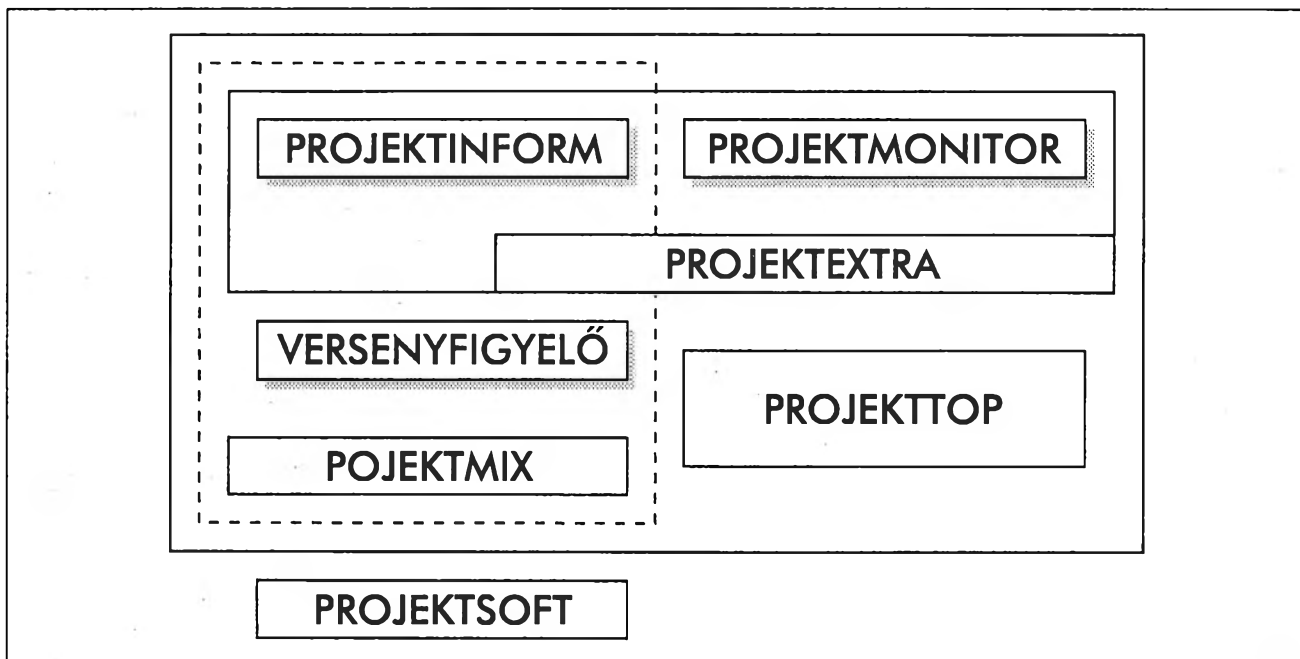 PROJEKTINFORM
PROJEKTMONITOR
PROJEKTEXTRA
VERSENYFIGYELŐ
PROJEKTTOP
POJEKTMIX
PROJEKTSOFT